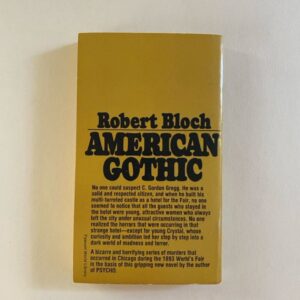 Robert Bloch
AMERICAN
GOTHIC
No one could suspect G. Gordon Gregg. He was a
solid and respected citizen, and when he built his
multi-turreted castle as a hotel for the Fair, no one
seemed to notice that all the guests who stayed in
the hotel were young, attractive women who always
left the city under unusual circumstances. No one
realized the horrors that were occurring in that
strange hotel—except for young Crystal, whose
curiosity and ambition led her step by step into a
dark world of madness and terror.
A bizarre and horrifying series of murders that
occurred in Chicago during the 1893 World's Fair
is the basis of this gripping new novel by the author
of PSYCHO.